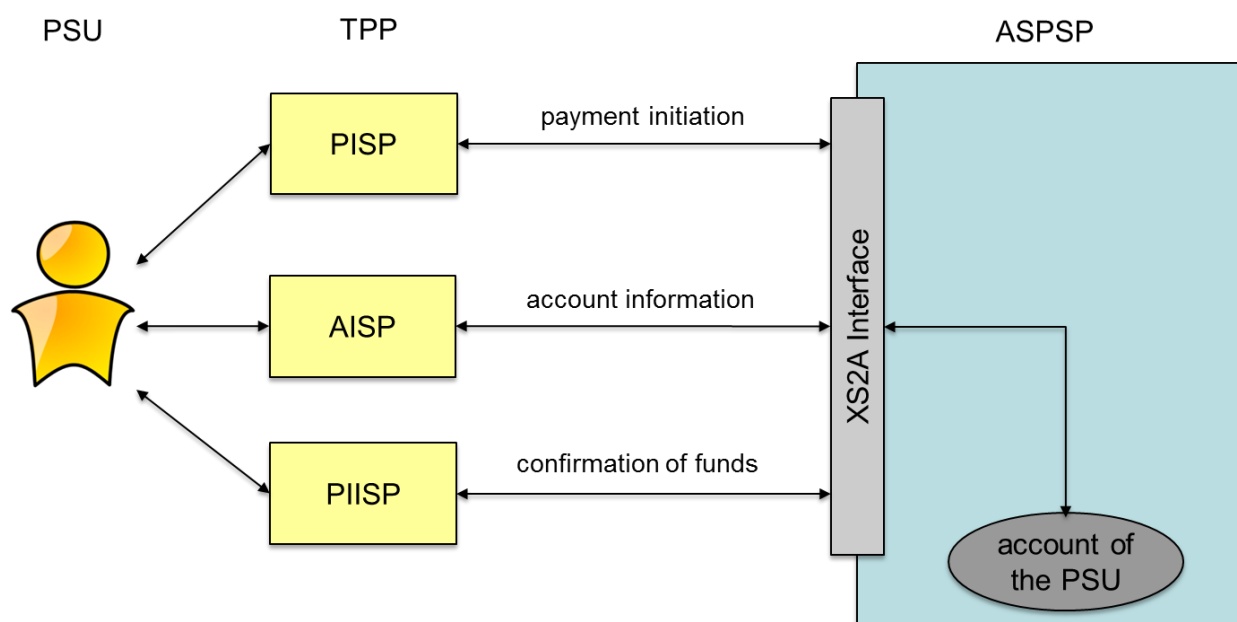 PSU
TPP
ASPSP
PISP
payment initiation
AISP
account information
PIISP
confirmation of funds
XS2A Interface
account of
the PSU